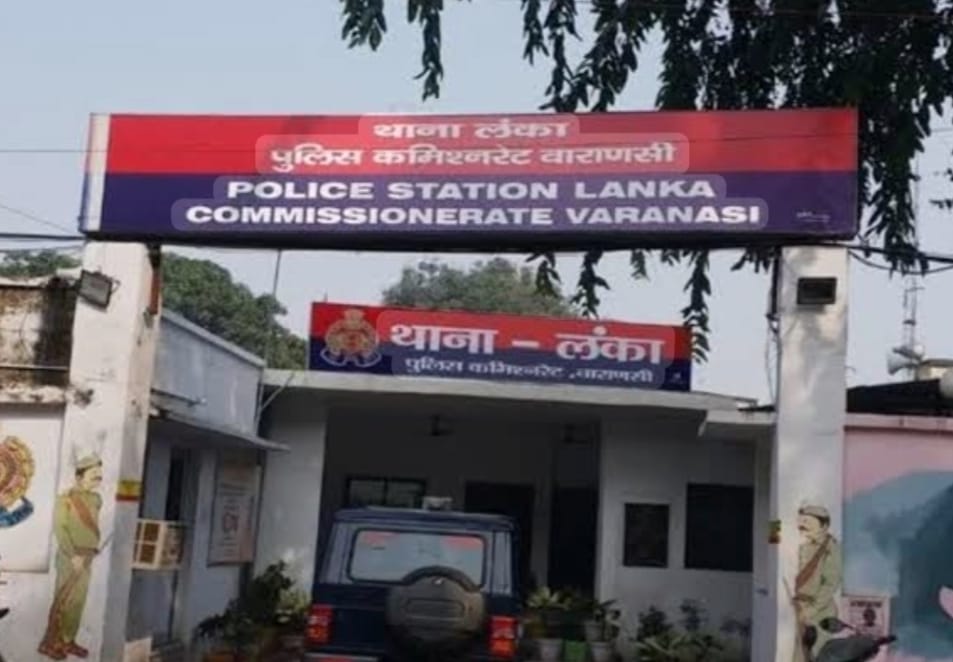 थाना लंका
पुलिस कमिश्नरेट वाराणसी
POLICE STATION LANKA
COMMISSIONERATE VARANASI
थाना - लंका
पुलिस कमिश्नरेट, वाराणसी